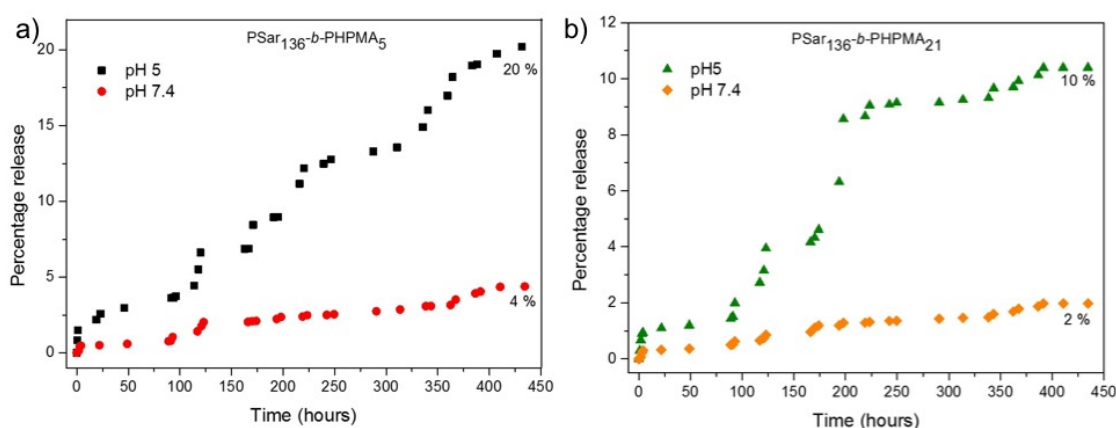 a)
PSar136-b-PHPMA5
pH 5
pH 7.4
20 %
4 %
Percentage release
20
15
10
5
0
0 50 100 150 200 250 300 350 400 450
Time (hours)
b)
PSar136-b-PHPMA21
pH5
pH 7.4
10 %
2 %
Percentage release
12
10
8
6
4
2
0
0 50 100 150 200 250 300 350 400 450
Time (hours)